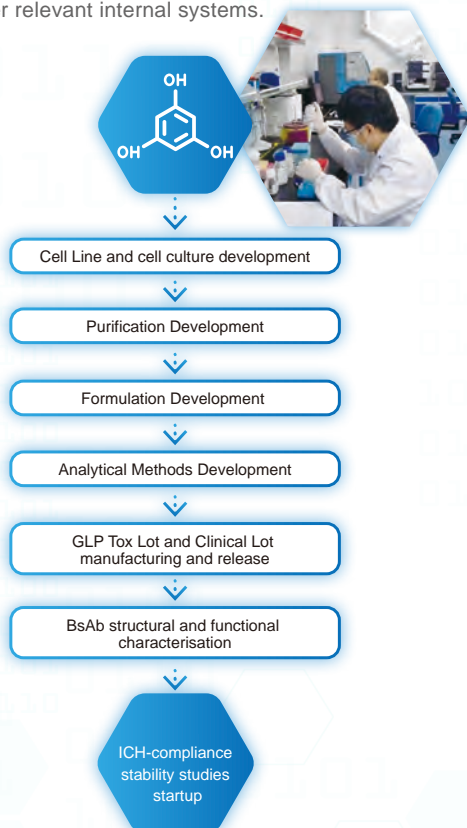 r relevant internal systems.
OH
OH
OH
Cell Line and cell culture development
Purification Development
Formulation Development
Analytical Methods Development
GLP Tox Lot and Clinical Lot
manufacturing and release
BsAb structural and functional
characterisation
ICH-compliance
stability studies
startup